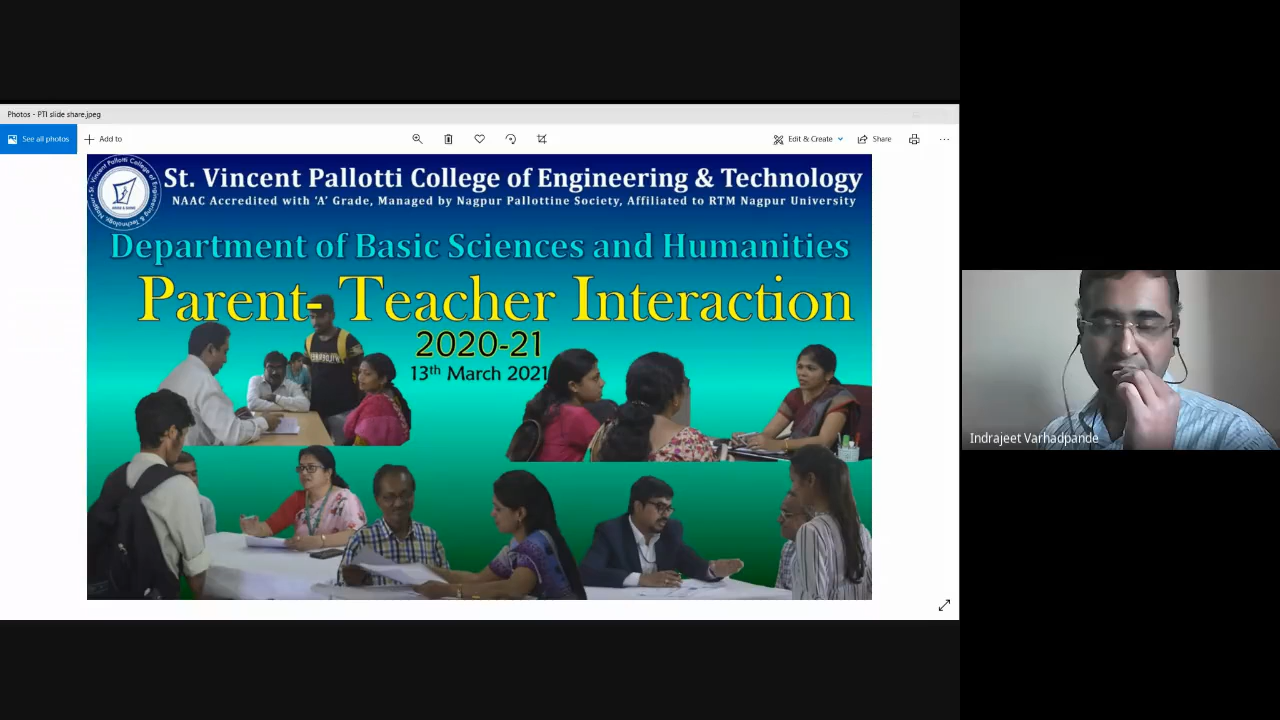 Photos - PTI slide share.jpeg
See all photos
Add to
Edit & Create
Share
St. Vincent Pallotti College of Engineering & Technology
NAAC Accredited with 'A' Grade, Managed by Nagpur Pallottine Society, Affiliated to RTM Nagpur University
Department of Basic Sciences and Humanities
Parent- Teacher Interaction
2020-21
13th March 2021
Indrajeet Varhadpande